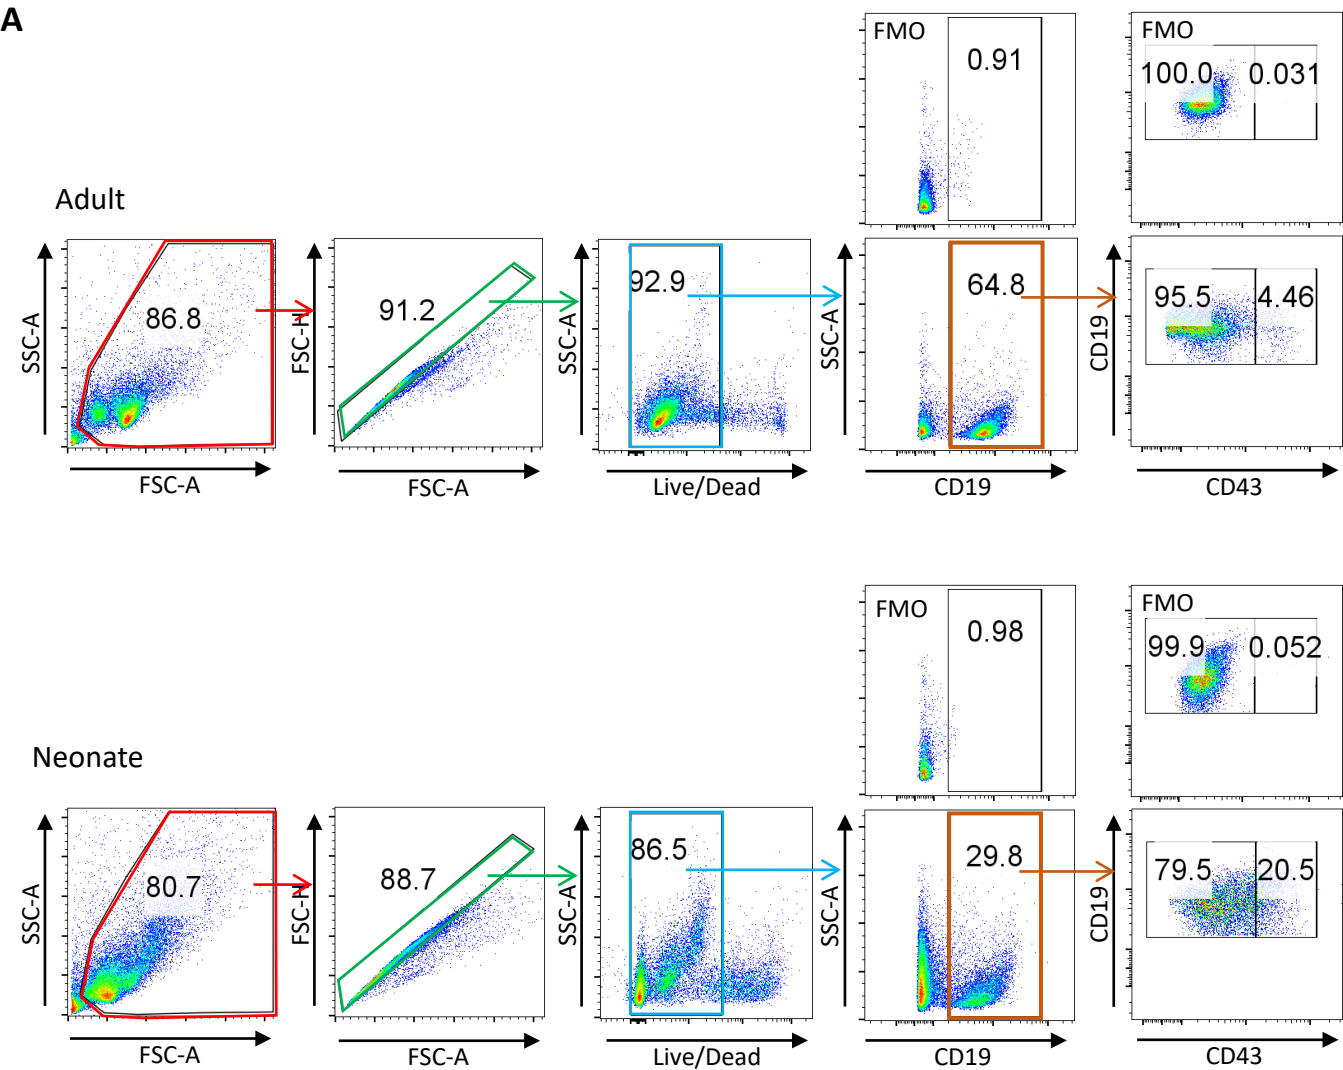 A
FMO
0.91
FMO
100.0 0.031
Adult
SSC-A
86.8
FSC-A
FSC-H
91.2
FSC-A
SSC-A
92.9
Live/Dead
SSC-A
64.8
CD19
CD19
95.5 4.46
CD43
FMO
0.98
FMO
99.9 0.052
Neonate
SSC-A
80.7
FSC-A
FSC-H
88.7
FSC-A
SSC-A
86.5
Live/Dead
SSC-A
29.8
CD19
CD19
79.5 20.5
CD43